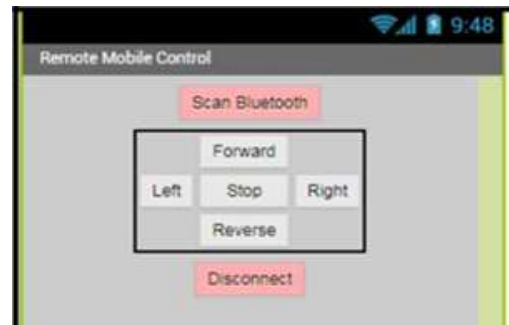 9:48
Remote Mobile Control
Scan Bluetooth
Forward
Left Stop Right
Reverse
Disconnect